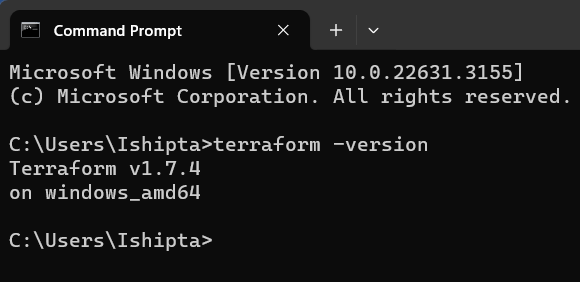 Command Prompt
Microsoft Windows [Version 10.0.22631.3155]
(c) Microsoft Corporation. All rights reserved.
C:\Users\Ishipta>terraform -version
Terraform v1.7.4
on windows_amd64
C:\Users\Ishipta>